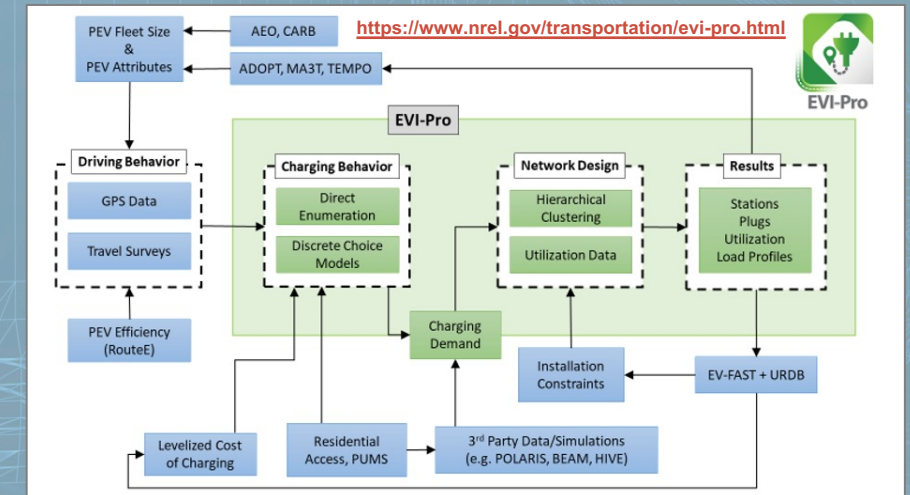 PEV Fleet Size
&
PEV Attributes
AEO, CARB
https://www.nrel.gov/transportation/evi-pro.html
ADOPT, MA3T, TEMPO
EVI-Pro
EVI-Pro
Driving Behavior
GPS Data
Travel Surveys
Charging Behavior
Direct
Enumeration
Discrete Choice
Models
Network Design
Hierarchical
Clustering
Utilization Data
Results
Stations
Plugs
Utilization
Load Profiles
PEV Efficiency
(RouteE)
Charging
Demand
Installation
Constraints
EV-FAST + URDB
Levelized Cost
of Charging
Residential
Access, PUMS
3rd Party Data/Simulations
(e.g. POLARIS, BEAM, HIVE)